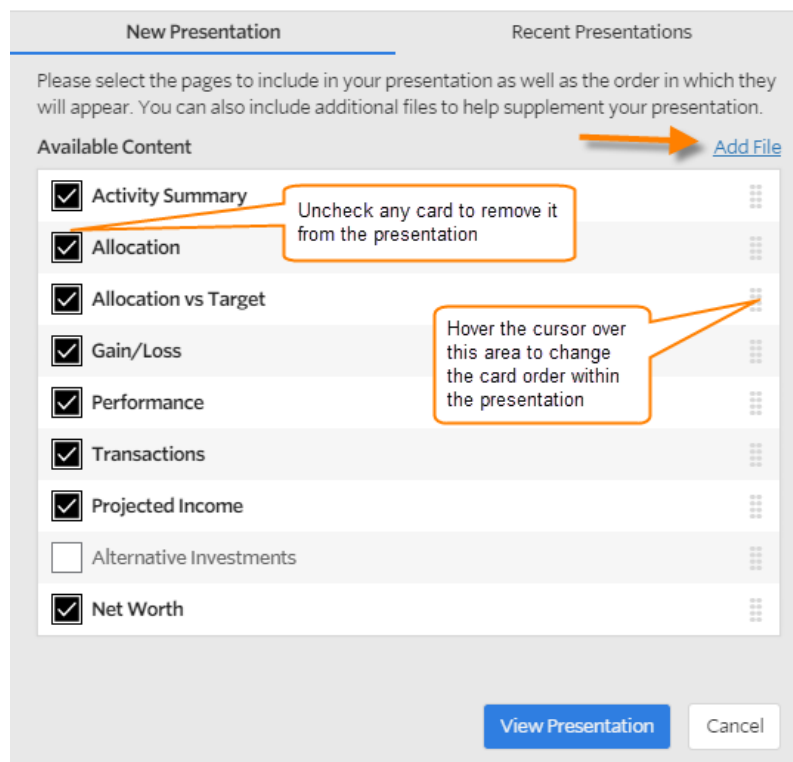 New Presentation
Recent Presentations
Please select the pages to include in your presentation as well as the order in which they
will appear. You can also include additional files to help supplement your presentation.
Available Content
Add File
Activity Summary
Uncheck any card to remove it
from the presentation
Allocation
Allocation vs Target
Hover the cursor over
this area to change
the card order within
the presentation
Gain/Loss
Performance
Transactions
Projected Income
Alternative Investments
Net Worth
View Presentation
Cancel